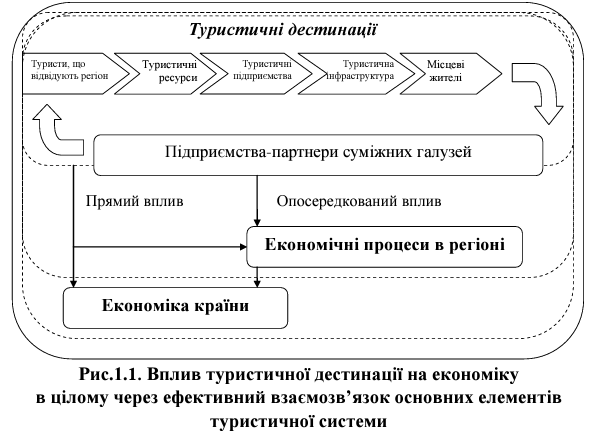 Туристичні дестинації
Туристи, що
відвідують регіон
Туристичні
ресурси
Туристичні
підприємства
Туристична
інфраструктура
Місцеві
жителі
Підприємства-партнери суміжних галузей
Прямий вплив
Опосередкований вплив
Економічні процеси в регіоні
Економіка країни
Рис.1.1. Вплив туристичної дестинації на економіку
в цілому через ефективний взаємозв’язок основних елементів
туристичної системи